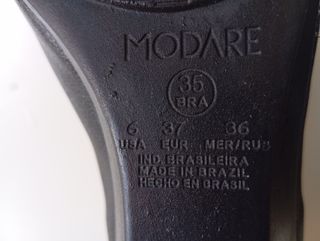 MODARE
35
BRA
6 37 36
USA EUR MER/RUS
IND. BRASILEIRA
MADE IN BRAZIL
HECHO EN BRASIL